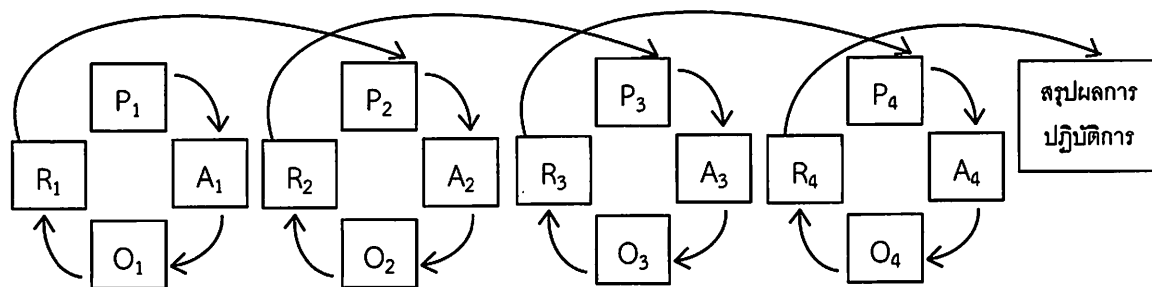 P₁
P₂
P₃
P₄
สรุปผลการ
ปฏิบัติการ
R₁
A₁
R₂
A₂
R₃
A₃
R₄
A₄
O₁
O₂
O₃
O₄